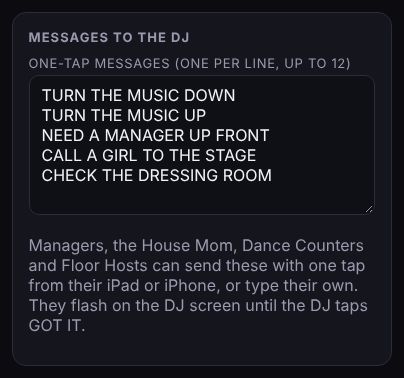 MESSAGES TO THE DJ
ONE-TAP MESSAGES (ONE PER LINE, UP TO 12)
TURN THE MUSIC DOWN
TURN THE MUSIC UP
NEED A MANAGER UP FRONT
CALL A GIRL TO THE STAGE
CHECK THE DRESSING ROOM
Managers, the House Mom, Dance Counters
and Floor Hosts can send these with one tap
from their iPad or iPhone, or type their own.
They flash on the DJ screen until the DJ taps
GOT IT.